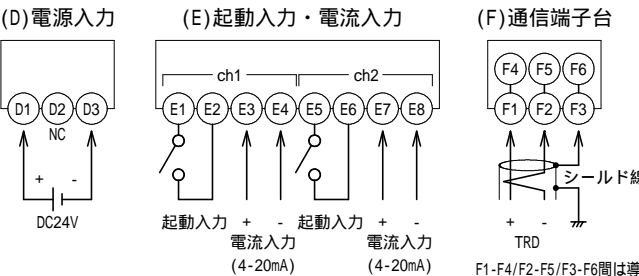 (D)電源入力
(E)起動入力・電流入力
(F)通信端子台
ch1
ch2
F4 F5 F6
D1 D2 D3
E1 E2 E3 E4 E5 E6 E7 E8
F1 F2 F3
NC
+ -
DC24V
起動入力 + - 起動入力 + -
電流入力 電流入力
(4-20mA) (4-20mA)
シールド線
+ -
TRD
F1-F4/F2-F5/F3-F6間は導